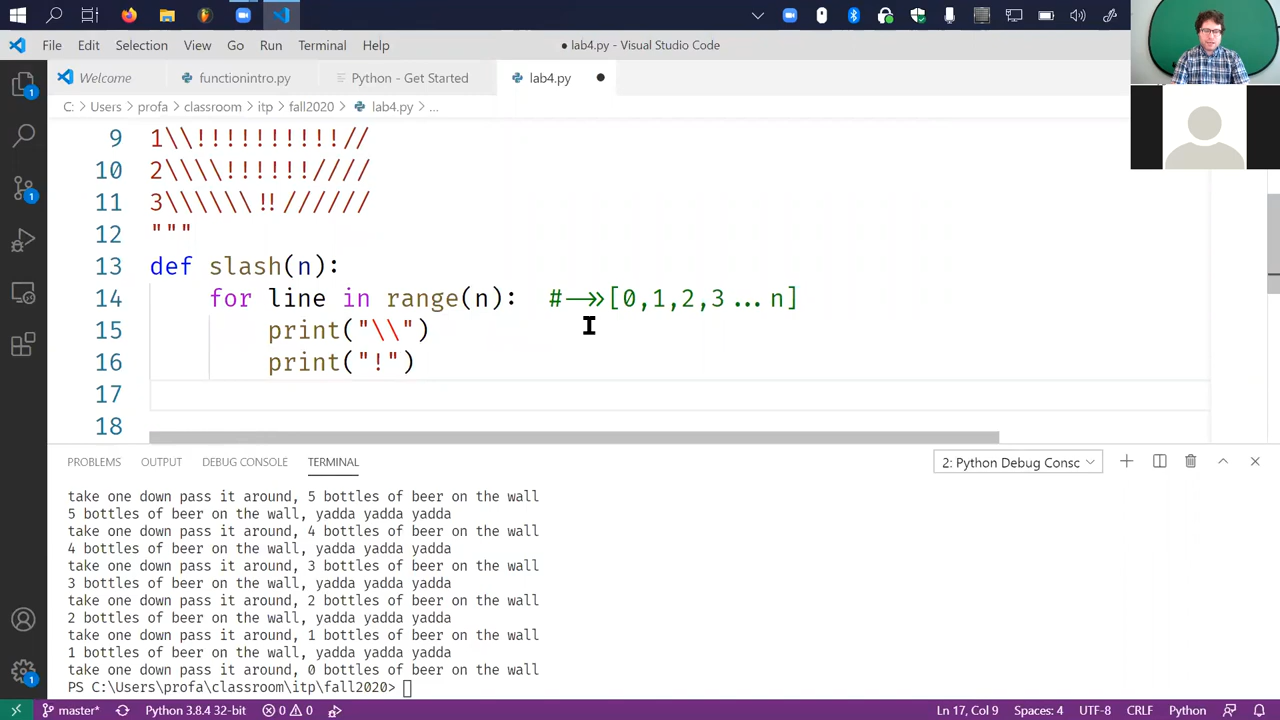 File Edit Selection View Go Run Terminal Help
● lab4.py - Visual Studio Code
Welcome functionintro.py Python - Get Started lab4.py
C: > Users > profa > classroom > itp > fall2020 > lab4.py > ...
9 1\\!!!!!!!!!!//
10 2\\\\!!!!!!////
11 3\\\\\\!!//////
12 """
13 def slash(n):
14 for line in range(n): #-->>[0,1,2,3...n]
15 print("\\")
16 print("!")
17
18
PROBLEMS OUTPUT DEBUG CONSOLE TERMINAL 2: Python Debug Consc
take one down pass it around, 5 bottles of beer on the wall
5 bottles of beer on the wall, yadda yadda yadda
take one down pass it around, 4 bottles of beer on the wall
4 bottles of beer on the wall, yadda yadda yadda
take one down pass it around, 3 bottles of beer on the wall
3 bottles of beer on the wall, yadda yadda yadda
take one down pass it around, 2 bottles of beer on the wall
2 bottles of beer on the wall, yadda yadda yadda
take one down pass it around, 1 bottles of beer on the wall
1 bottles of beer on the wall, yadda yadda yadda
take one down pass it around, 0 bottles of beer on the wall
PS C:\Users\profa\classroom\itp\fall2020>
master* Python 3.8.4 32-bit 0 0 Ln 17, Col 9 Spaces: 4 UTF-8 CRLF Python